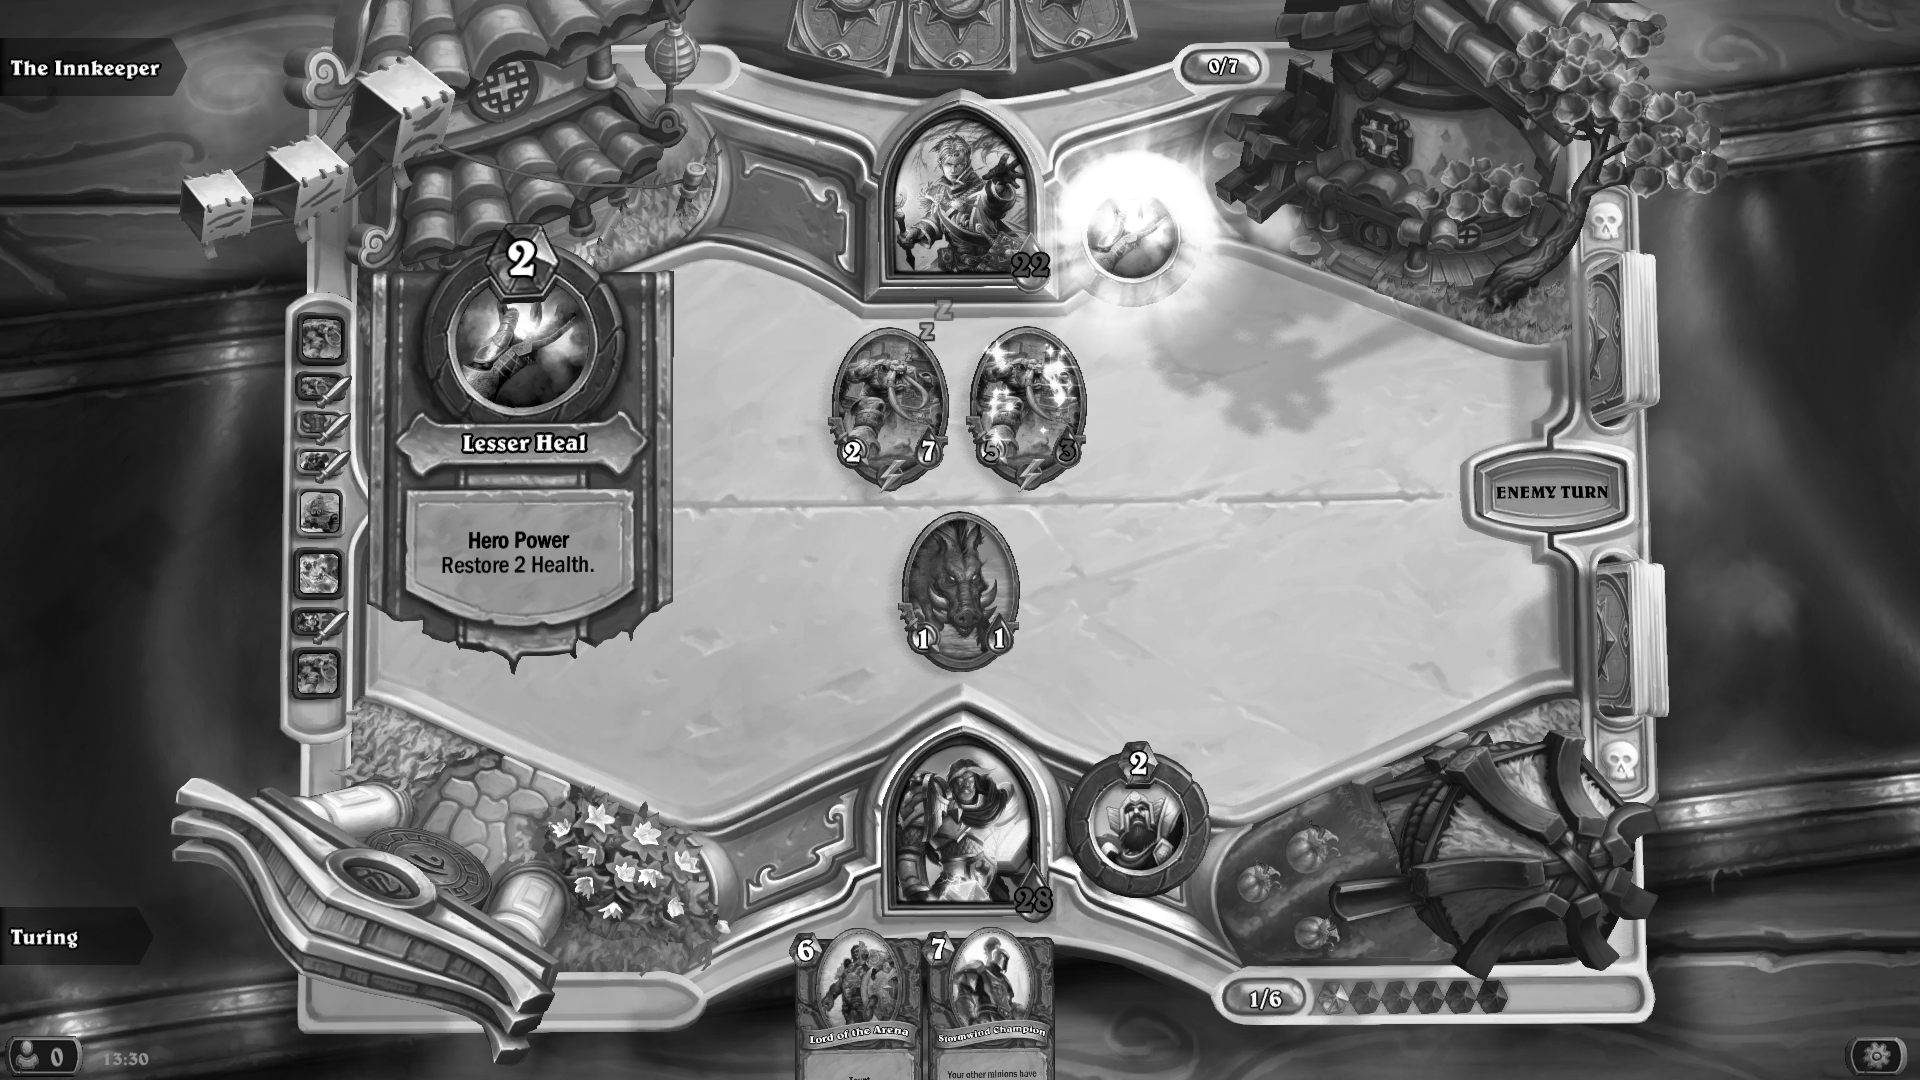 The Innkeeper
0/7
22
2
Z
Z
Lesser Heal
2
7
5
3
ENEMY TURN
Hero Power
Restore 2 Health.
1
1
2
28
Turing
6
7
1/6
Lord of the Arena
Stormwind Champion
Taunt
Your other minions have
0
13:30